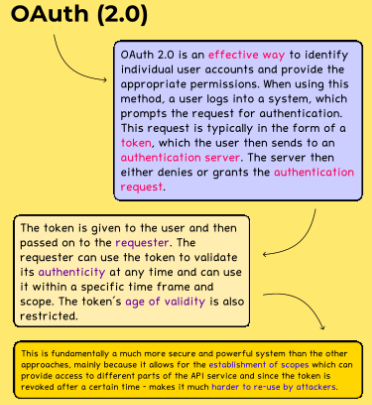 OAuth (2.0)
OAuth 2.0 is an effective way to identify
individual user accounts and provide the
appropriate permissions. When using this
method, a user logs into a system, which
prompts the request for authentication.
This request is typically in the form of a
token, which the user then sends to an
authentication server. The server then
either denies or grants the authentication
request.
The token is given to the user and then
passed on to the requester. The
requester can use the token to validate
its authenticity at any time and can use
it within a specific time frame and
scope. The token's age of validity is also
restricted.
This is fundamentally a much more secure and powerful system than the other
approaches, mainly because it allows for the establishment of scopes which can
provide access to different parts of the API service and since the token is
revoked after a certain time - makes it much harder to re-use by attackers.